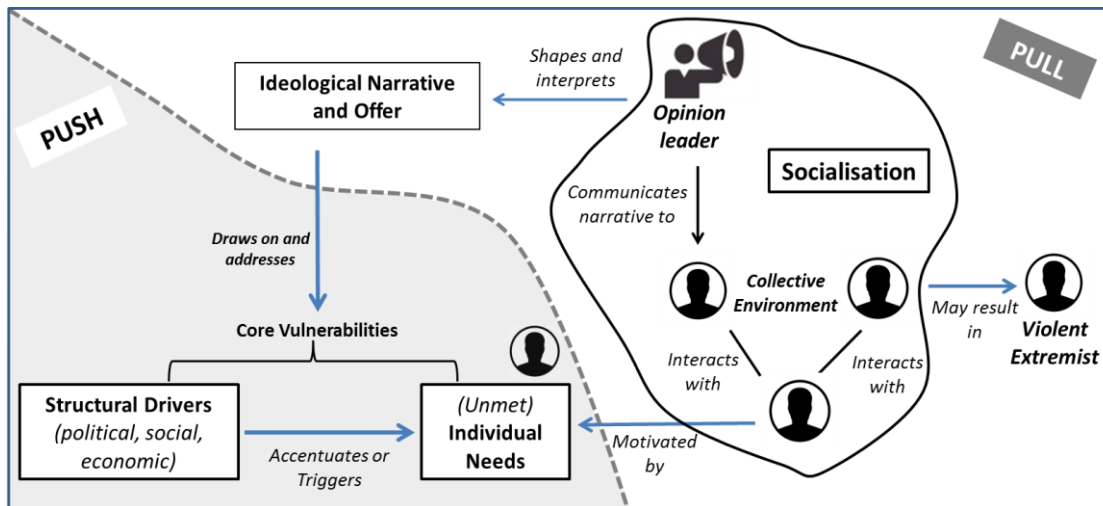 PUSH
PULL
Ideological Narrative
and Offer
Shapes and
interprets
Opinion
leader
Socialisation
Communicates
narrative to
Draws on and
addresses
Collective
Environment
May result
in
Violent
Extremist
Core Vulnerabilities
Interacts
with
Interacts
with
Structural Drivers
(political, social,
economic)
Accentuates or
Triggers
(Unmet)
Individual
Needs
Motivated
by